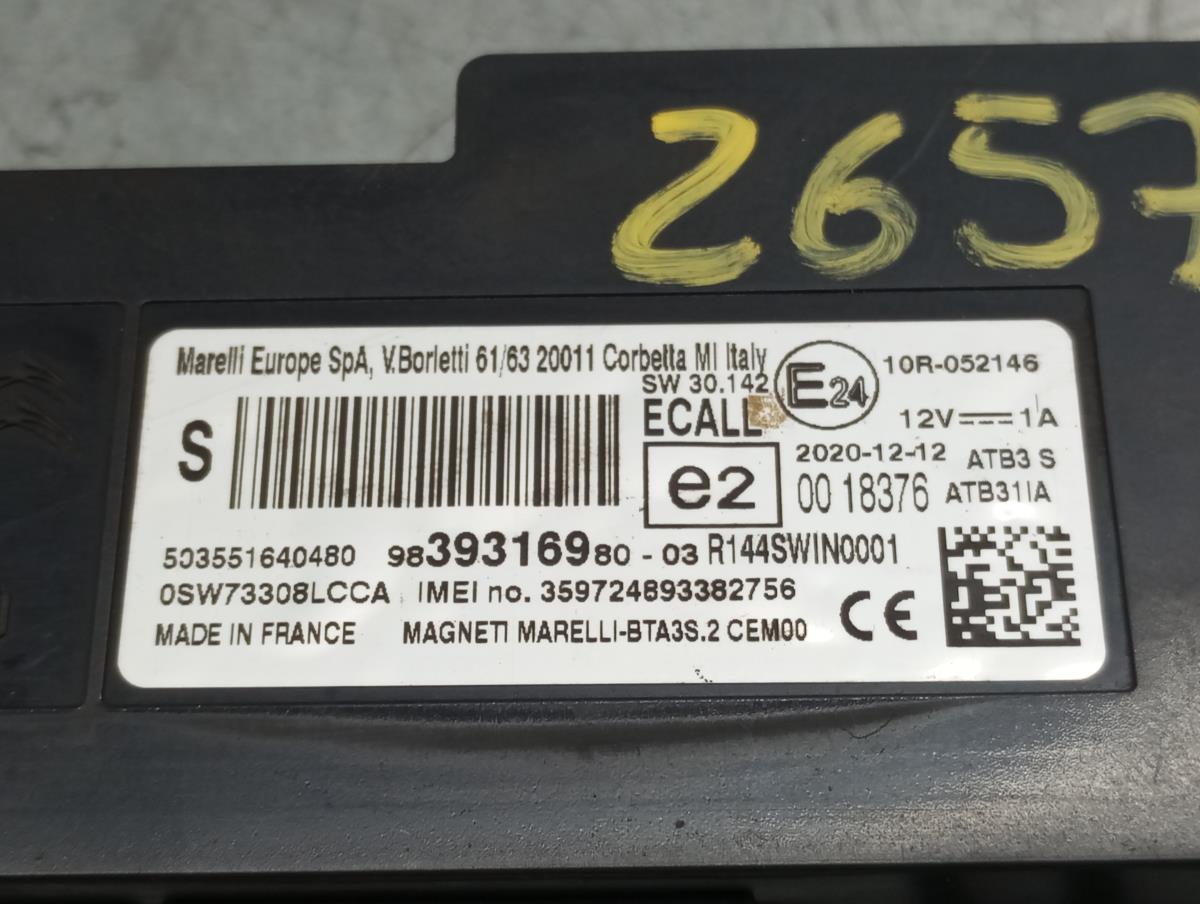 2657
Marelli Europe SpA, V.Borletti 61/63 20011 Corbetta MI Italy
SW 30.142
E24
10R-052146
S
ECALL
12V 1A
2020-12-12 ATB3 S
e2
00 18376 ATB31IA
503551640480 9839316980 - 03 R144SWIN0001
0SW73308LCCA IMEI no. 359724893382756
MADE IN FRANCE MAGNETI MARELLI-BTA3S.2 CEM00 CE